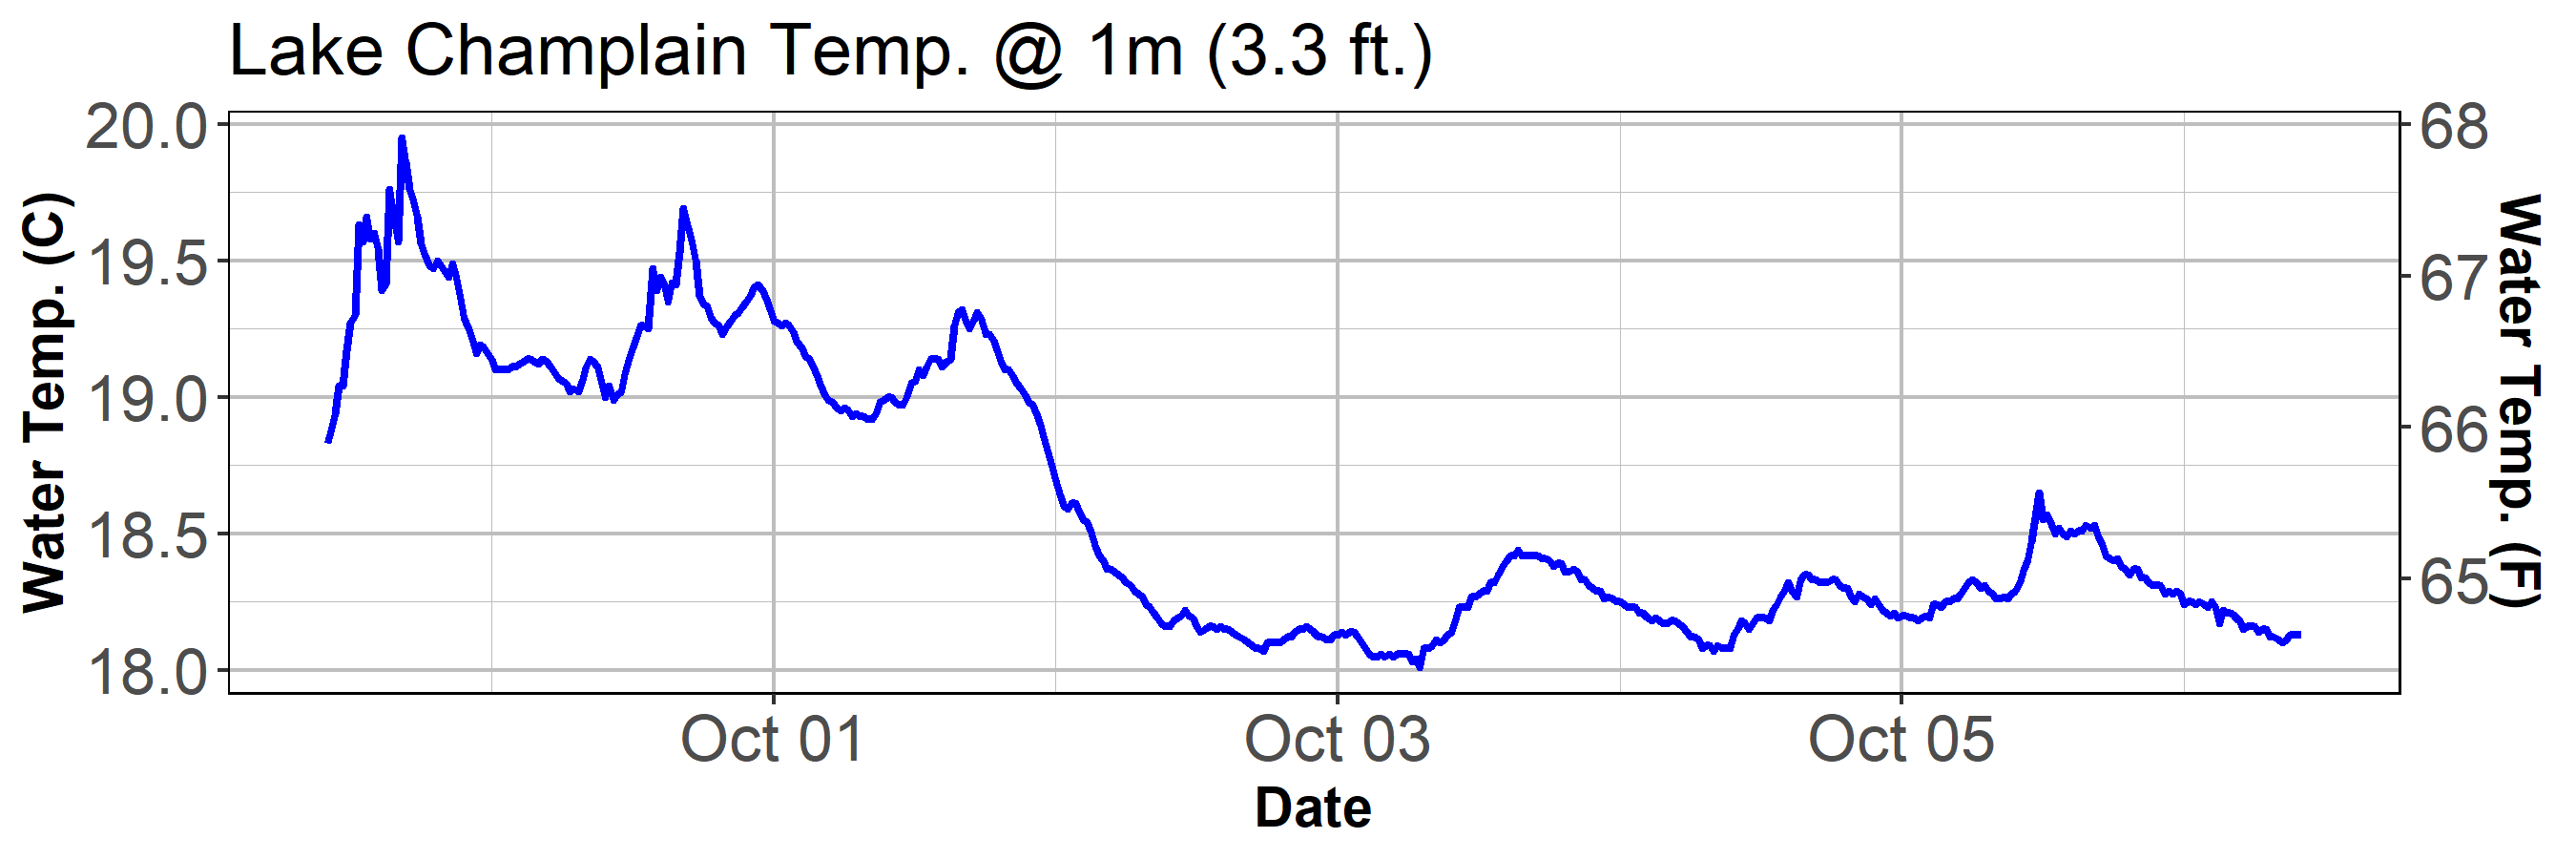 Lake Champlain Temp. @ 1m (3.3 ft.)
Water Temp. (C)
20.0
19.5
19.0
18.5
18.0
68
67
66
65
Water Temp. (F)
Oct 01 Oct 03 Oct 05
Date